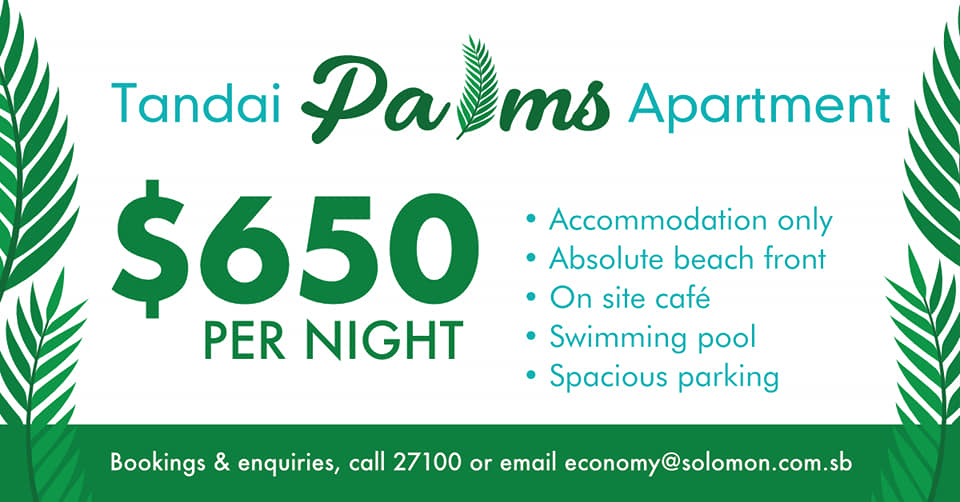 Tandai Palms Apartment
$650
PER NIGHT
• Accommodation only
• Absolute beach front
• On site café
• Swimming pool
• Spacious parking
Bookings & enquiries, call 27100 or email economy@solomon.com.sb